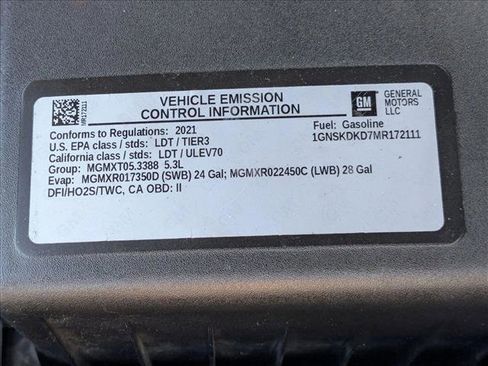 MR172111
VEHICLE EMISSION
CONTROL INFORMATION
GM
GENERAL
MOTORS
LLC
Conforms to Regulations: 2021
Fuel: Gasoline
U.S. EPA class / stds: LDT / TIER3
1GNSKDKD7MR172111
California class / stds: LDT / ULEV70
Group: MGMXT05.3388 5.3L
Evap: MGMXR017350D (SWB) 24 Gal; MGMXR022450C (LWB) 28 Gal
DFI/HO2S/TWC, CA OBD: II